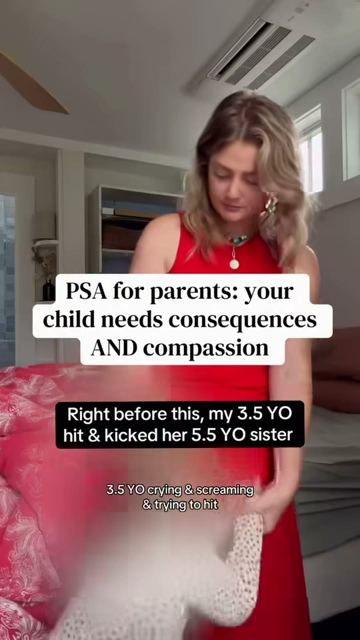 PSA for parents: your
child needs consequences
AND compassion
Right before this, my 3.5 YO
hit & kicked her 5.5 YO sister
3.5 YO crying & screaming
& trying to hit